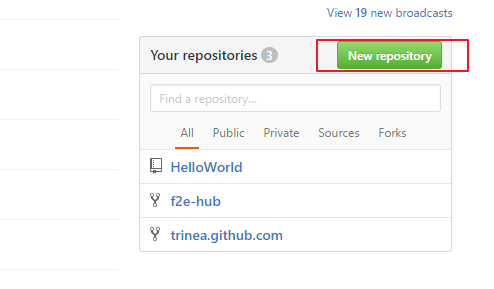 View 19 new broadcasts
Your repositories 3 New repository
Find a repository...
All Public Private Sources Forks
HelloWorld
f2e-hub
trinea.github.com